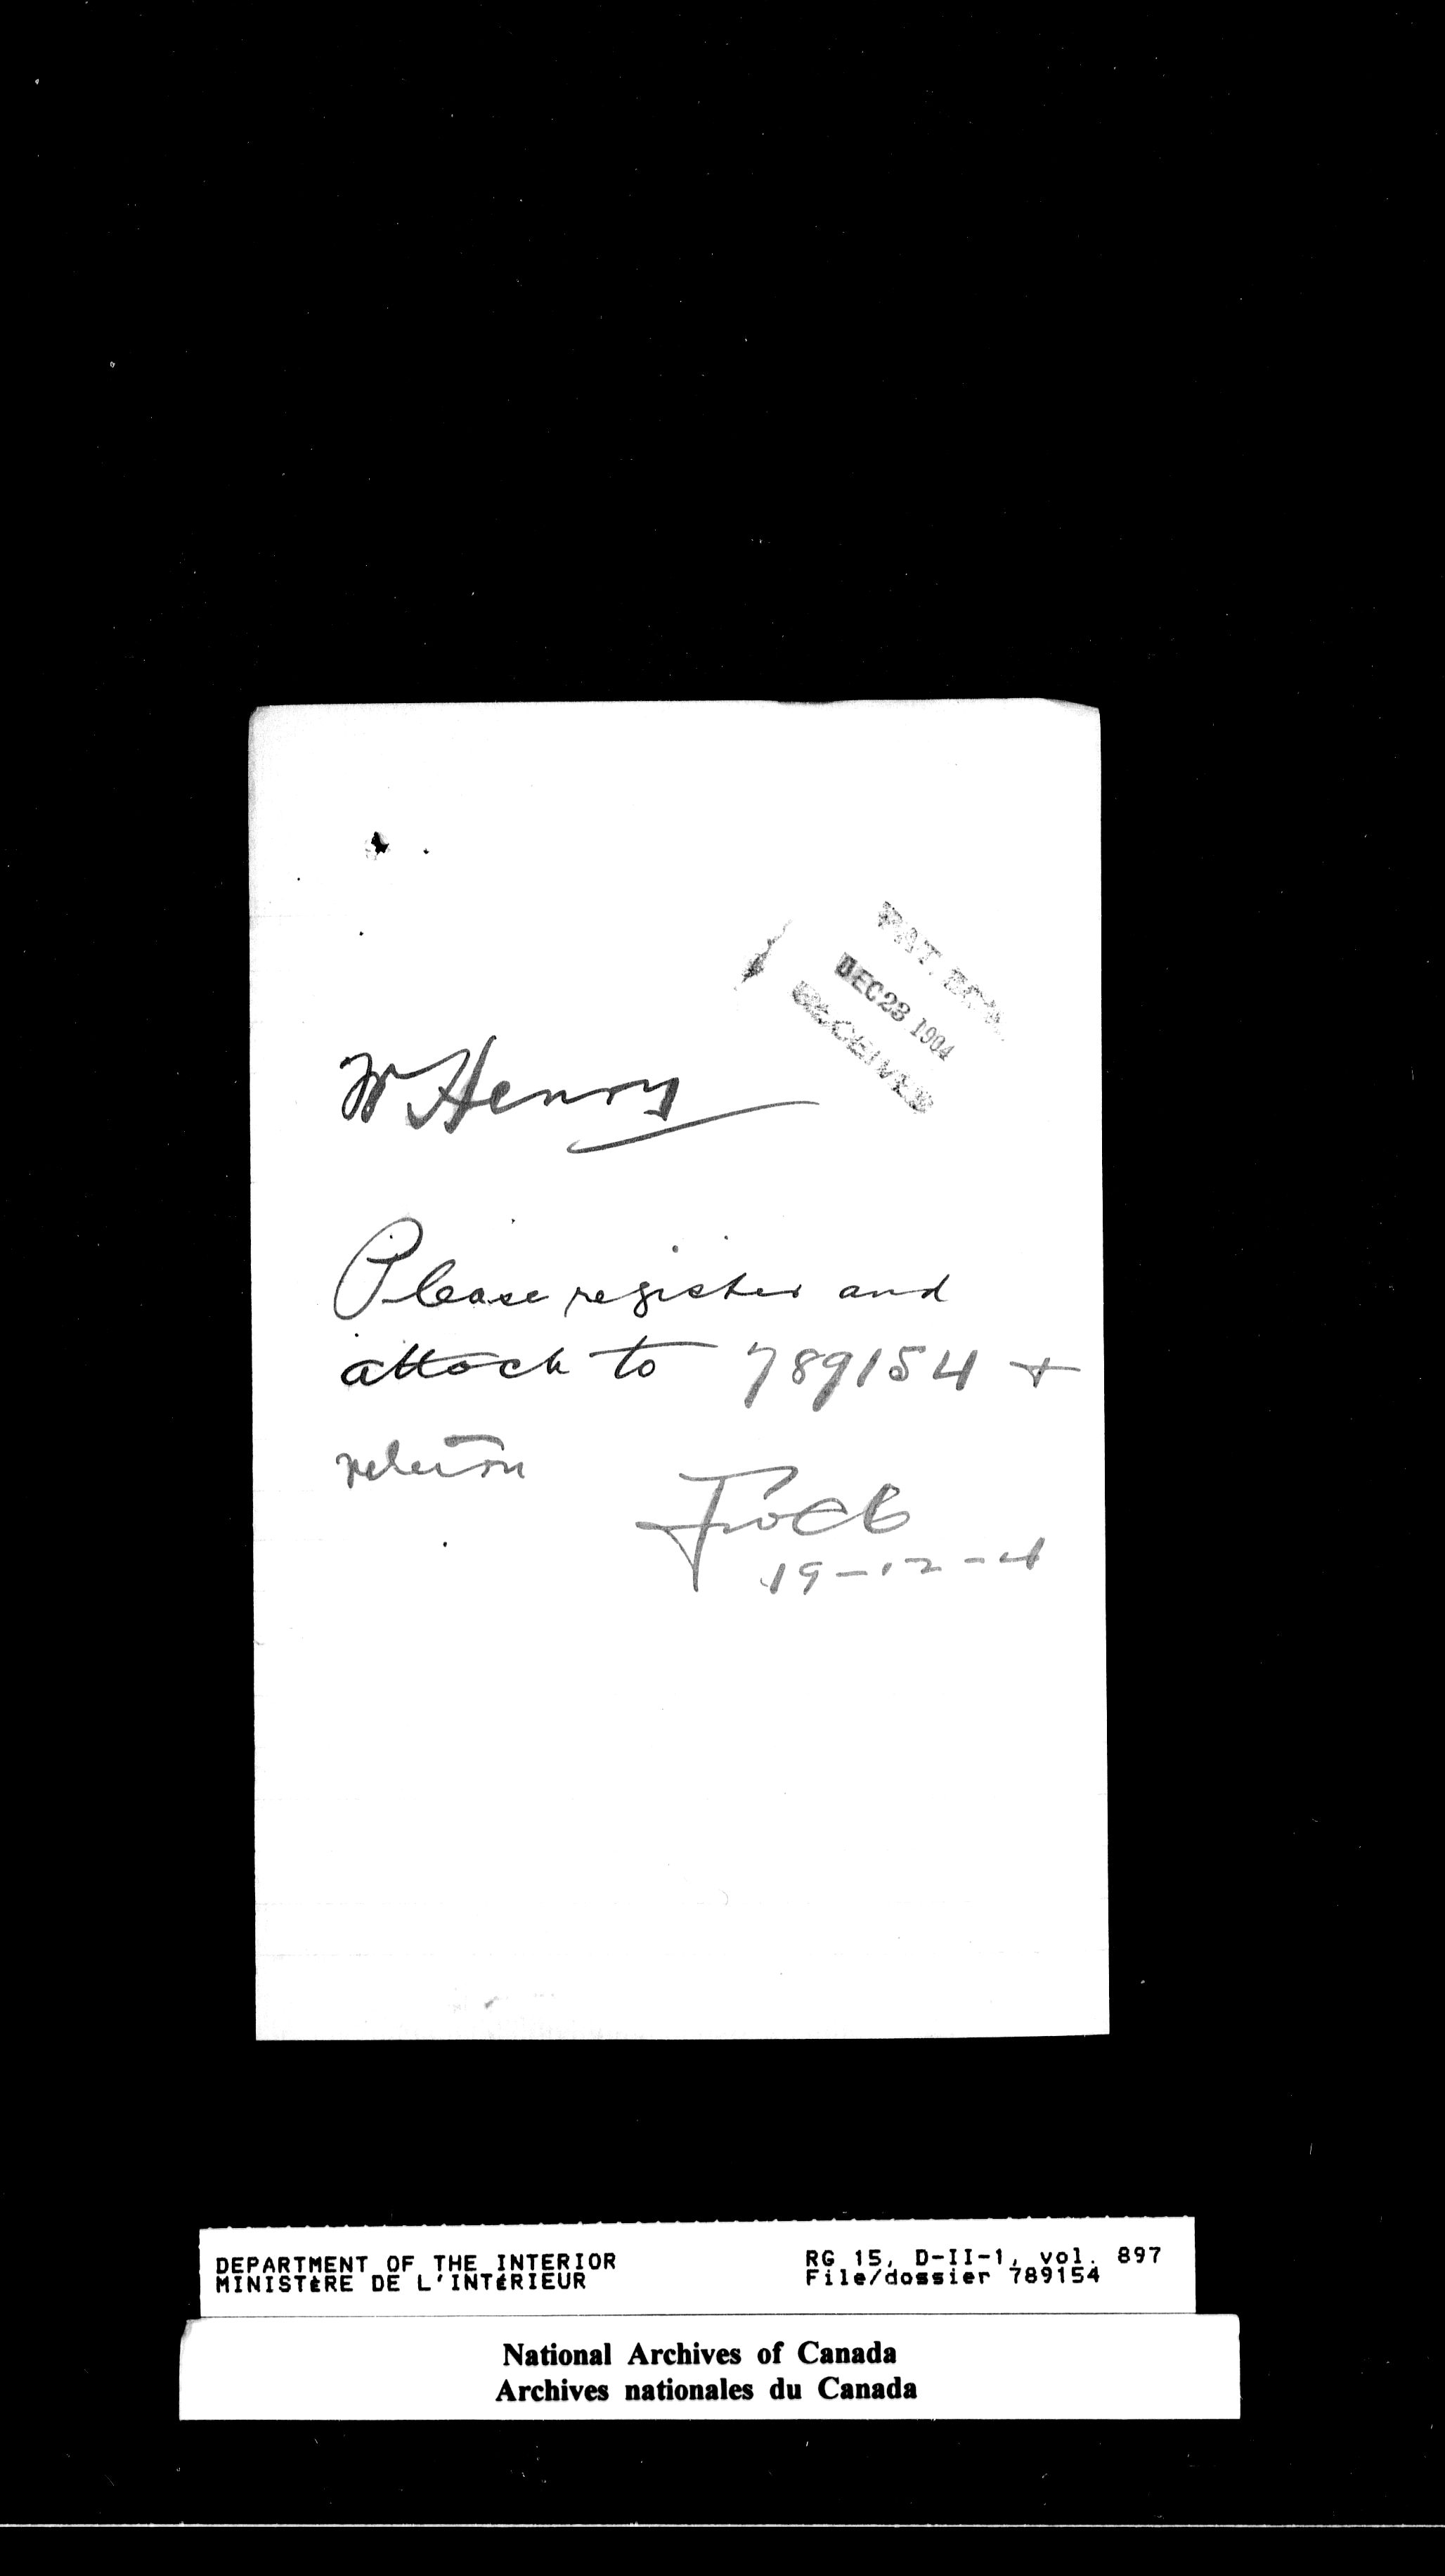 DEC 23 1904
RECEIVED
Mr Henry
Please register and
attach to 789154 +
return
19-12-4
DEPARTMENT OF THE INTERIOR
MINISTÈRE DE L'INTÉRIEUR
RG 15, D-II-1, vol. 897
File/dossier 789154
National Archives of Canada
Archives nationales du Canada